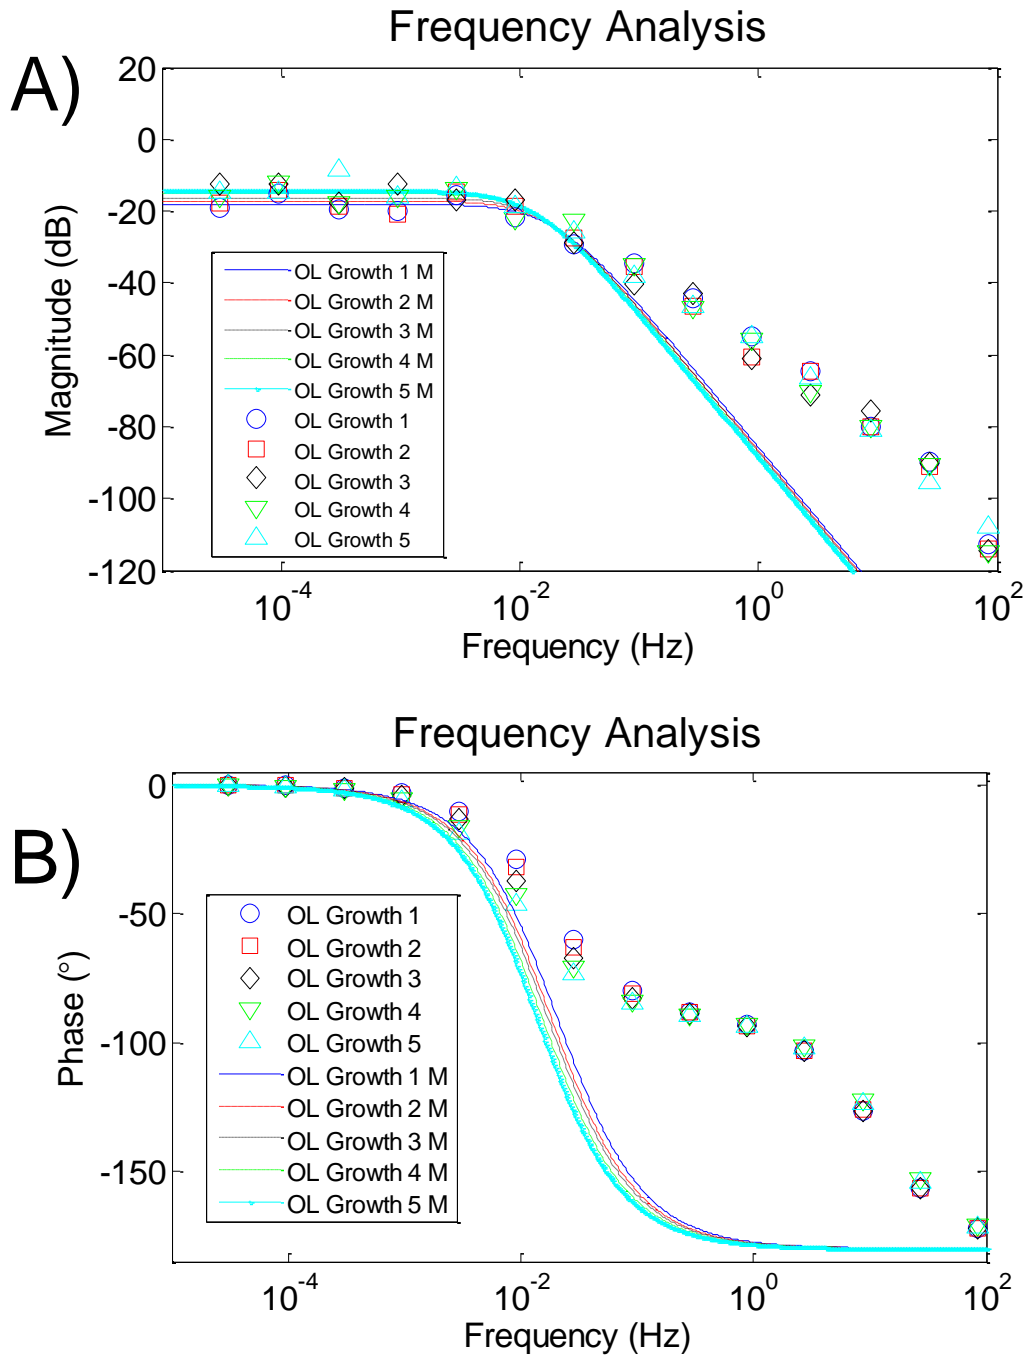 Frequency Analysis
A)
20
0
-20
-40
-60
-80
-100
-120
Magnitude (dB)
OL Growth 1 M
OL Growth 2 M
OL Growth 3 M
OL Growth 4 M
OL Growth 5 M
OL Growth 1
OL Growth 2
OL Growth 3
OL Growth 4
OL Growth 5
10^-4 10^-2 10^0 10^2
Frequency (Hz)
Frequency Analysis
B)
0
-50
-100
-150
Phase (°)
OL Growth 1
OL Growth 2
OL Growth 3
OL Growth 4
OL Growth 5
OL Growth 1 M
OL Growth 2 M
OL Growth 3 M
OL Growth 4 M
OL Growth 5 M
10^-4 10^-2 10^0 10^2
Frequency (Hz)